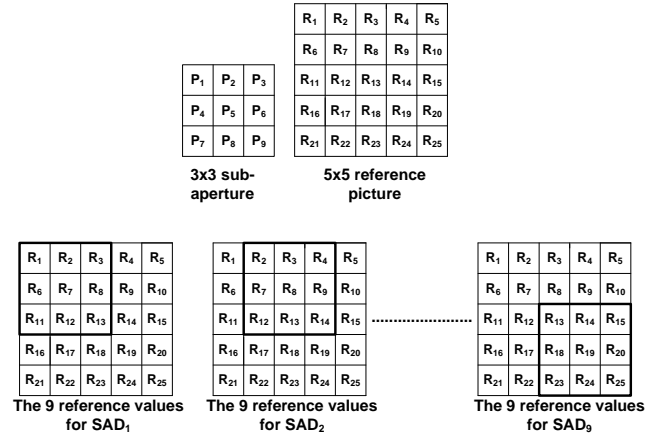 R1 R2 R3 R4 R5
R6 R7 R8 R9 R10
R11 R12 R13 R14 R15
R16 R17 R18 R19 R20
R21 R22 R23 R24 R25
P1 P2 P3
P4 P5 P6
P7 P8 P9
3x3 sub-
aperture
5x5 reference
picture
R1 R2 R3 R4 R5
R6 R7 R8 R9 R10
R11 R12 R13 R14 R15
R16 R17 R18 R19 R20
R21 R22 R23 R24 R25
The 9 reference values
for SAD1
R1 R2 R3 R4 R5
R6 R7 R8 R9 R10
R11 R12 R13 R14 R15
R16 R17 R18 R19 R20
R21 R22 R23 R24 R25
The 9 reference values
for SAD2
R1 R2 R3 R4 R5
R6 R7 R8 R9 R10
R11 R12 R13 R14 R15
R16 R17 R18 R19 R20
R21 R22 R23 R24 R25
The 9 reference values
for SAD9